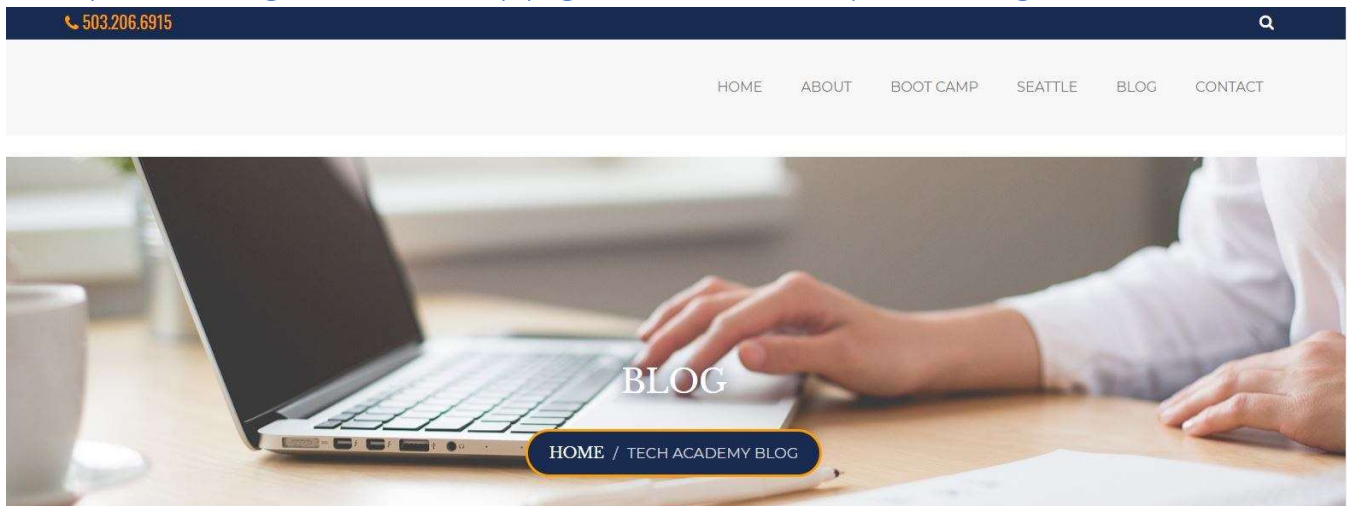 503.206.6915
HOME ABOUT BOOT CAMP SEATTLE BLOG CONTACT
BLOG
HOME / TECH ACADEMY BLOG